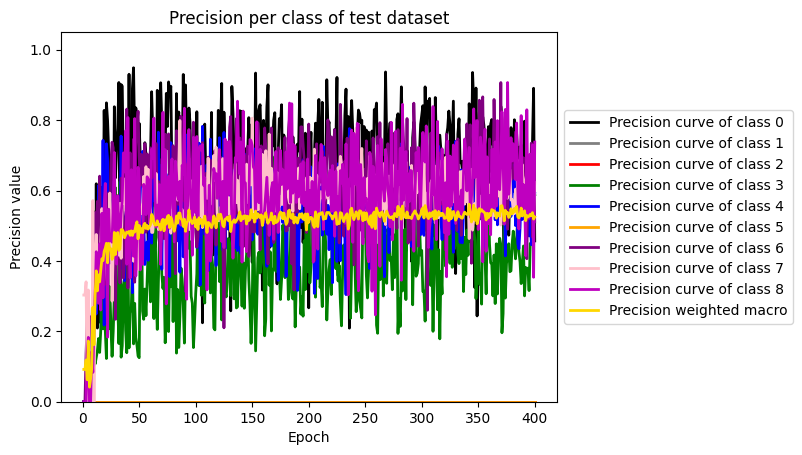 Precision per class of test dataset
Precision value
1.0
0.8
0.6
0.4
0.2
0.0
0
50
100
150
200
250
300
350
400
Epoch
Precision curve of class 0
Precision curve of class 1
Precision curve of class 2
Precision curve of class 3
Precision curve of class 4
Precision curve of class 5
Precision curve of class 6
Precision curve of class 7
Precision curve of class 8
Precision weighted macro